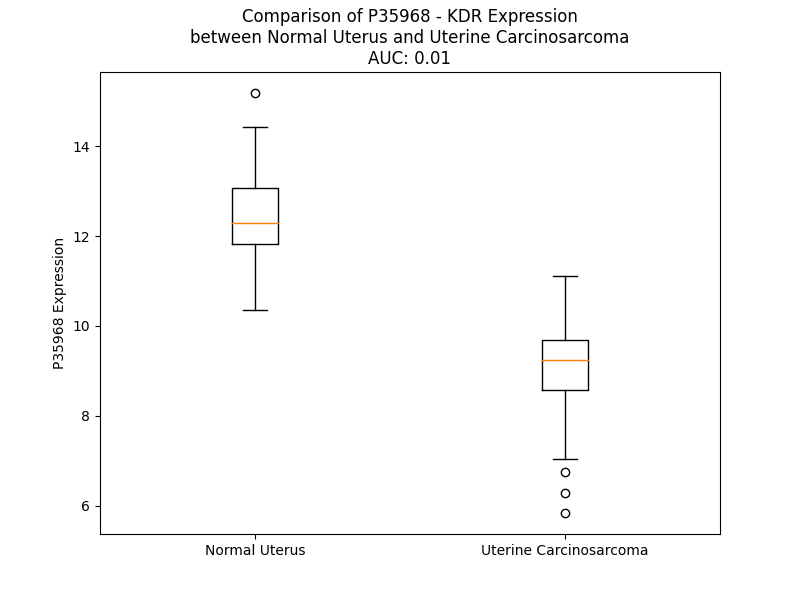 Comparison of P35968 - KDR Expression
between Normal Uterus and Uterine Carcinosarcoma
AUC: 0.01
14
12
10
8
6
P35968 Expression
Normal Uterus
Uterine Carcinosarcoma